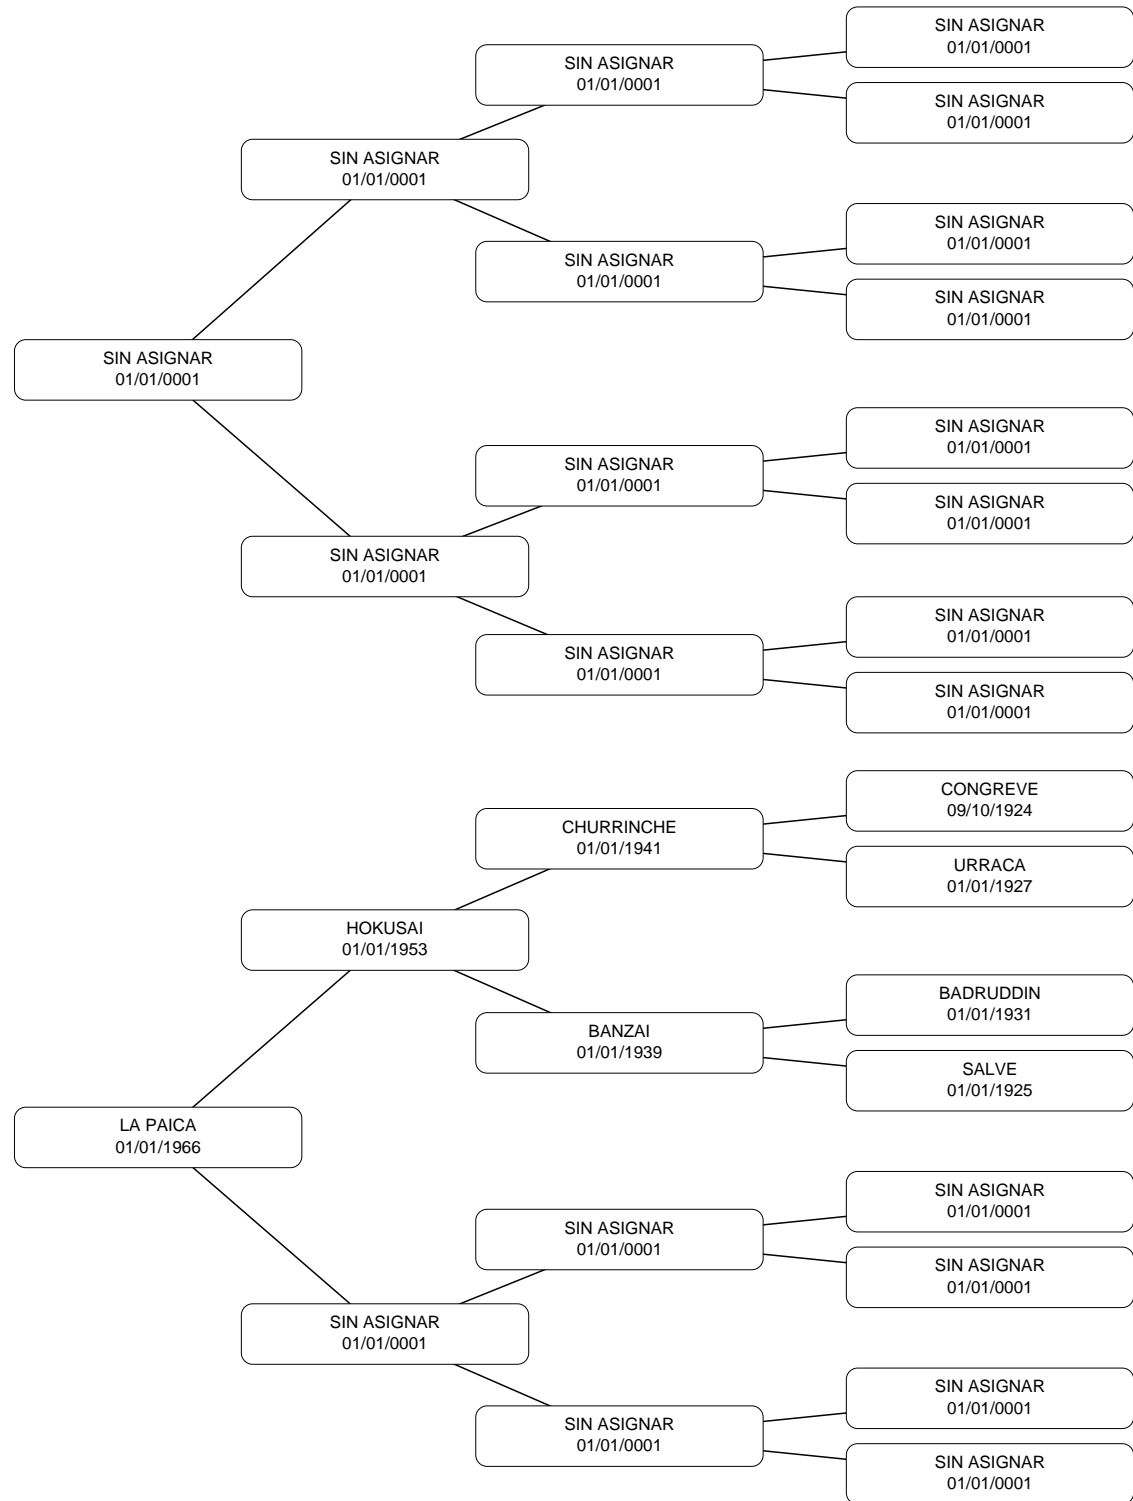 SIN ASIGNAR
01/01/0001
SIN ASIGNAR
01/01/0001
SIN ASIGNAR
01/01/0001
SIN ASIGNAR
01/01/0001
SIN ASIGNAR
01/01/0001
SIN ASIGNAR
01/01/0001
SIN ASIGNAR
01/01/0001
SIN ASIGNAR
01/01/0001
SIN ASIGNAR
01/01/0001
SIN ASIGNAR
01/01/0001
SIN ASIGNAR
01/01/0001
SIN ASIGNAR
01/01/0001
SIN ASIGNAR
01/01/0001
SIN ASIGNAR
01/01/0001
SIN ASIGNAR
01/01/0001
CONGREVE
09/10/1924
CHURRINCHE
01/01/1941
URRACA
01/01/1927
HOKUSAI
01/01/1953
BADRUDDIN
01/01/1931
BANZAI
01/01/1939
SALVE
01/01/1925
LA PAICA
01/01/1966
SIN ASIGNAR
01/01/0001
SIN ASIGNAR
01/01/0001
SIN ASIGNAR
01/01/0001
SIN ASIGNAR
01/01/0001
SIN ASIGNAR
01/01/0001
SIN ASIGNAR
01/01/0001
SIN ASIGNAR
01/01/0001